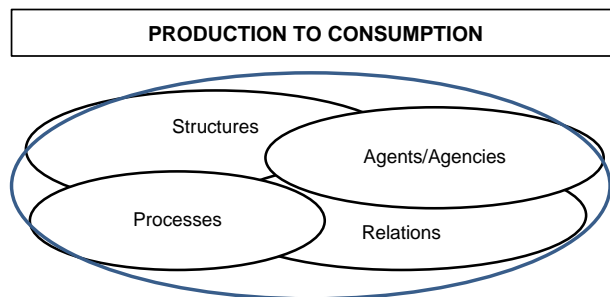 PRODUCTION TO CONSUMPTION
Structures
Agents/Agencies
Processes
Relations